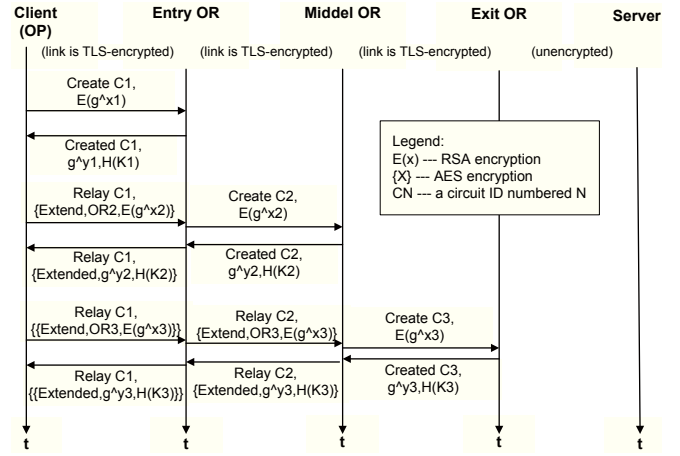 Client (OP)
Entry OR
Middel OR
Exit OR
Server
(link is TLS-encrypted)
(link is TLS-encrypted)
(link is TLS-encrypted)
(unencrypted)
Create C1,
E(g^x1)
Created C1,
g^y1,H(K1)
Legend:
E(x) --- RSA encryption
{X} --- AES encryption
CN --- a circuit ID numbered N
Relay C1,
{Extend,OR2,E(g^x2)}
Create C2,
E(g^x2)
Relay C1,
{Extended,g^y2,H(K2)}
Created C2,
g^y2,H(K2)
Relay C1,
{{Extend,OR3,E(g^x3)}}
Relay C2,
{Extend,OR3,E(g^x3)}
Create C3,
E(g^x3)
Relay C1,
{{Extended,g^y3,H(K3)}}
Relay C2,
{Extended,g^y3,H(K3)}
Created C3,
g^y3,H(K3)
t
t
t
t
t